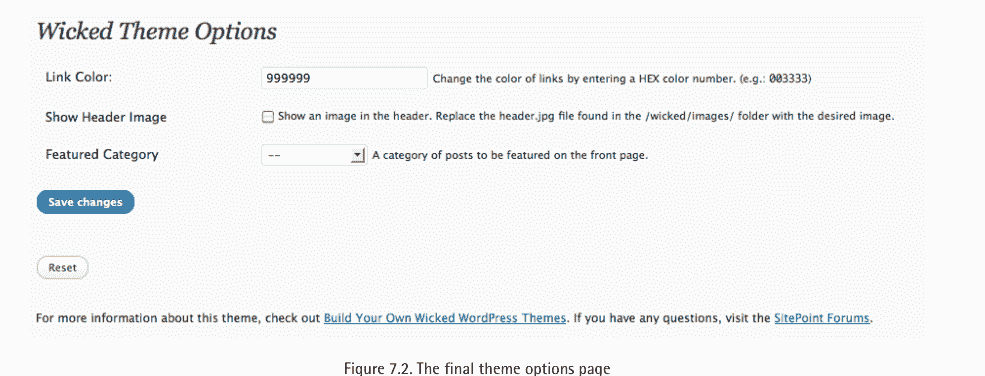 Wicked Theme Options
Link Color: 999999 Change the color of links by entering a HEX color number. (e.g.: 003333)
Show Header Image Show an image in the header. Replace the header.jpg file found in the /wicked/images/ folder with the desired image.
Featured Category -- A category of posts to be featured on the front page.
Save changes
Reset
For more information about this theme, check out Build Your Own Wicked WordPress Themes. If you have any questions, visit the SitePoint Forums.
Figure 7.2. The final theme options page